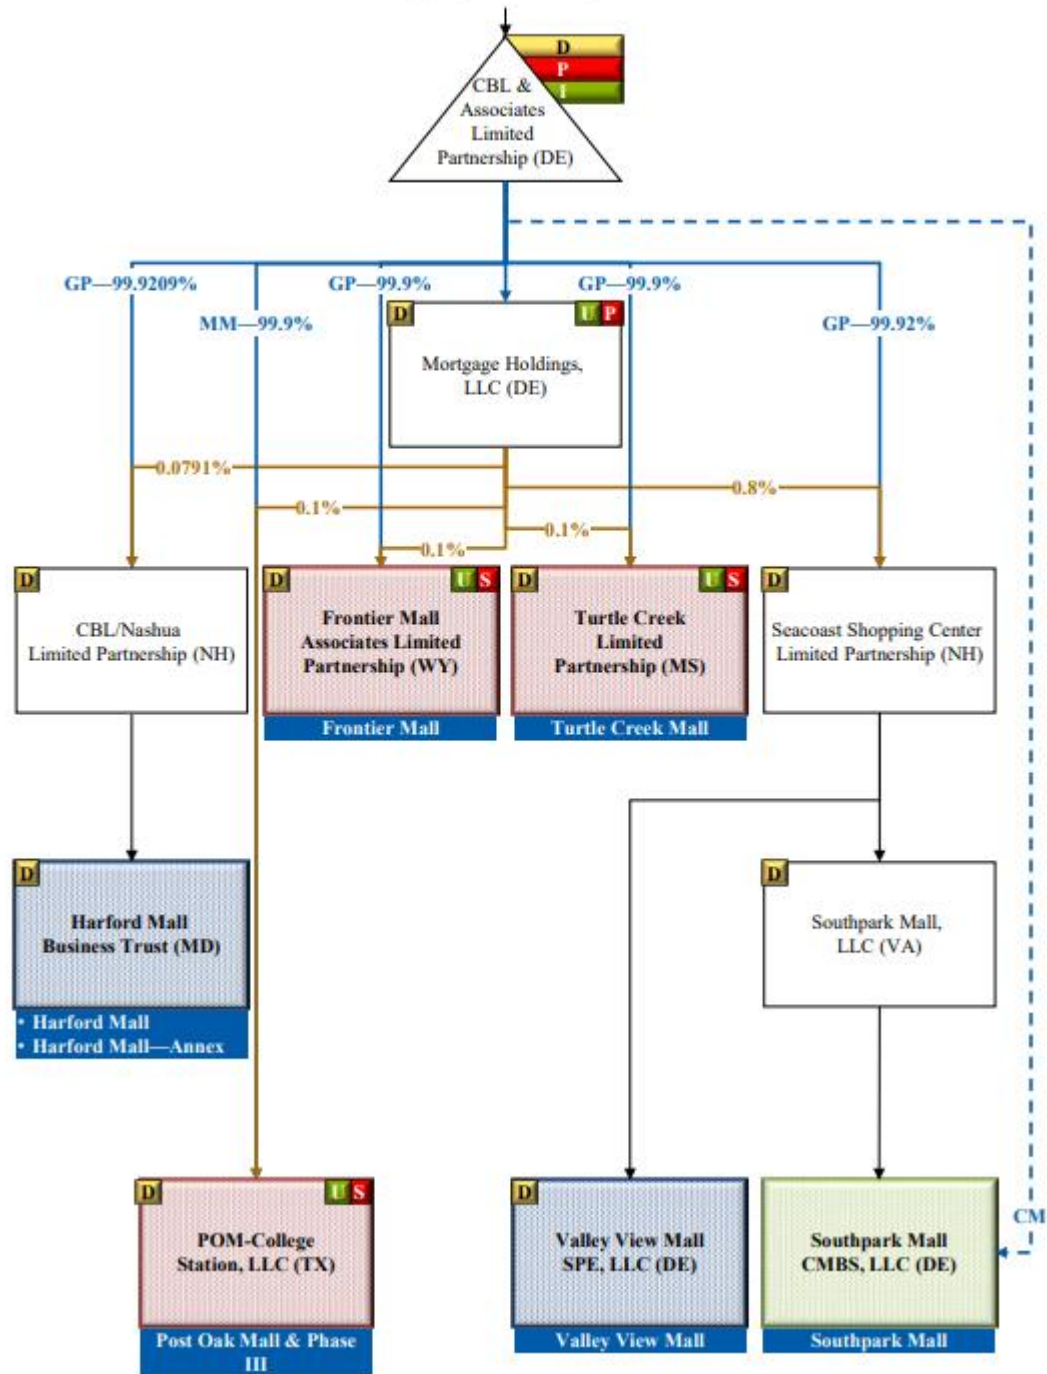 D
P
I
CBL &
Associates
Limited
Partnership (DE)
GP—99.9209%
GP—99.9%
GP—99.9%
MM—99.9%
GP—99.92%
D
U P
Mortgage Holdings,
LLC (DE)
0.0791%
0.8%
0.1%
0.1%
0.1%
D
CBL/Nashua
Limited Partnership (NH)
D
U S
Frontier Mall
Associates Limited
Partnership (WY)
Frontier Mall
D
U S
Turtle Creek
Limited
Partnership (MS)
Turtle Creek Mall
D
Seacoast Shopping Center
Limited Partnership (NH)
D
Harford Mall
Business Trust (MD)
• Harford Mall
• Harford Mall—Annex
D
Southpark Mall,
LLC (VA)
D
U S
POM-College
Station, LLC (TX)
Post Oak Mall & Phase
III
D
Valley View Mall
SPE, LLC (DE)
Valley View Mall
Southpark Mall
CMBS, LLC (DE)
Southpark Mall
CM